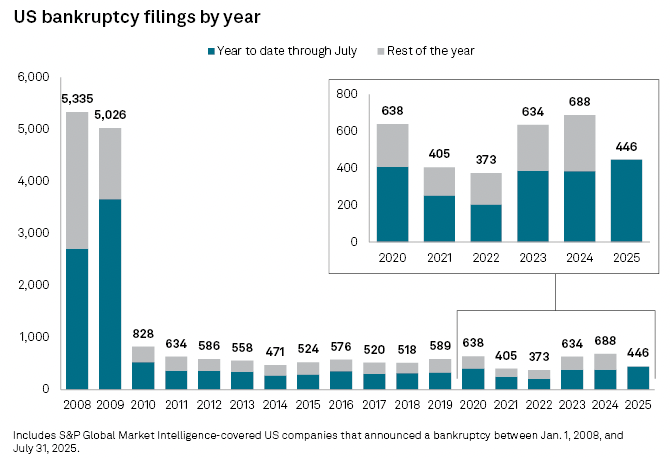 US bankruptcy filings by year
Year to date through July Rest of the year
6,000
5,000
4,000
3,000
2,000
1,000
0
5,335 5,026 828 634 586 558 471 524 576 520 518 589 638 405 373 634 688 446
2008 2009 2010 2011 2012 2013 2014 2015 2016 2017 2018 2019 2020 2021 2022 2023 2024 2025
800
600
400
200
0
638 405 373 634 688 446
2020 2021 2022 2023 2024 2025
Includes S&P Global Market Intelligence-covered US companies that announced a bankruptcy between Jan. 1, 2008, and
July 31, 2025.